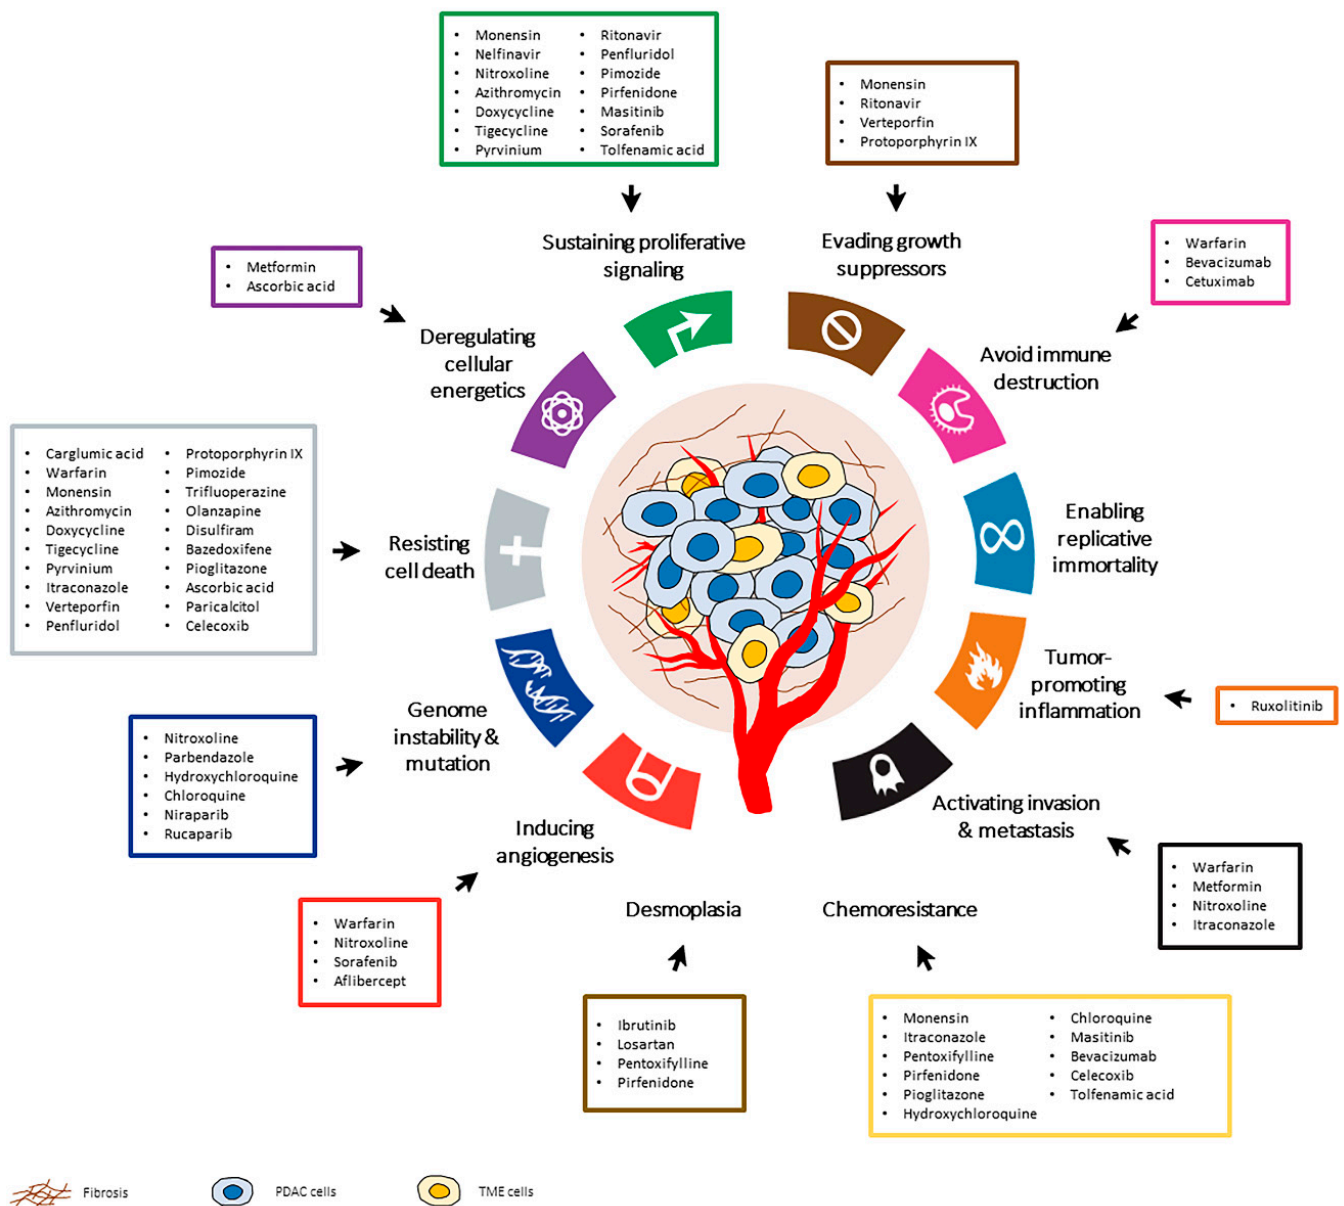 • Monensin
• Nelfinavir
• Nitroxoline
• Azithromycin
• Doxycycline
• Tigecycline
• Pyrvinium
• Ritonavir
• Penfluridol
• Pimozide
• Pirfenidone
• Masitinib
• Sorafenib
• Tolfenamic acid
• Monensin
• Ritonavir
• Verteporfin
• Protoporphyrin IX
Sustaining proliferative
signaling
Evading growth
suppressors
• Warfarin
• Bevacizumab
• Cetuximab
• Metformin
• Ascorbic acid
Deregulating
cellular
energetics
Avoid immune
destruction
• Carglumic acid
• Warfarin
• Monensin
• Azithromycin
• Doxycycline
• Tigecycline
• Pyrvinium
• Itraconazole
• Verteporfin
• Penfluridol
• Protoporphyrin IX
• Pimozide
• Trifluoperazine
• Olanzapine
• Disulfiram
• Bazedoxifene
• Pioglitazone
• Ascorbic acid
• Paricalcitol
• Celecoxib
Resisting
cell death
Enabling
replicative
immortality
Tumor-
promoting
inflammation
• Ruxolitinib
• Nitroxoline
• Parbendazole
• Hydroxychloroquine
• Chloroquine
• Niraparib
• Rucaparib
Genome
instability &
mutation
Activating invasion
& metastasis
Inducing
angiogenesis
• Warfarin
• Metformin
• Nitroxoline
• Itraconazole
• Warfarin
• Nitroxoline
• Sorafenib
• Aflibercept
Desmoplasia
Chemoresistance
• Ibrutinib
• Losartan
• Pentoxifylline
• Pirfenidone
• Monensin
• Itraconazole
• Pentoxifylline
• Pirfenidone
• Pioglitazone
• Hydroxychloroquine
• Chloroquine
• Masitinib
• Bevacizumab
• Celecoxib
• Tolfenamic acid
Fibrosis
PDAC cells
TME cells